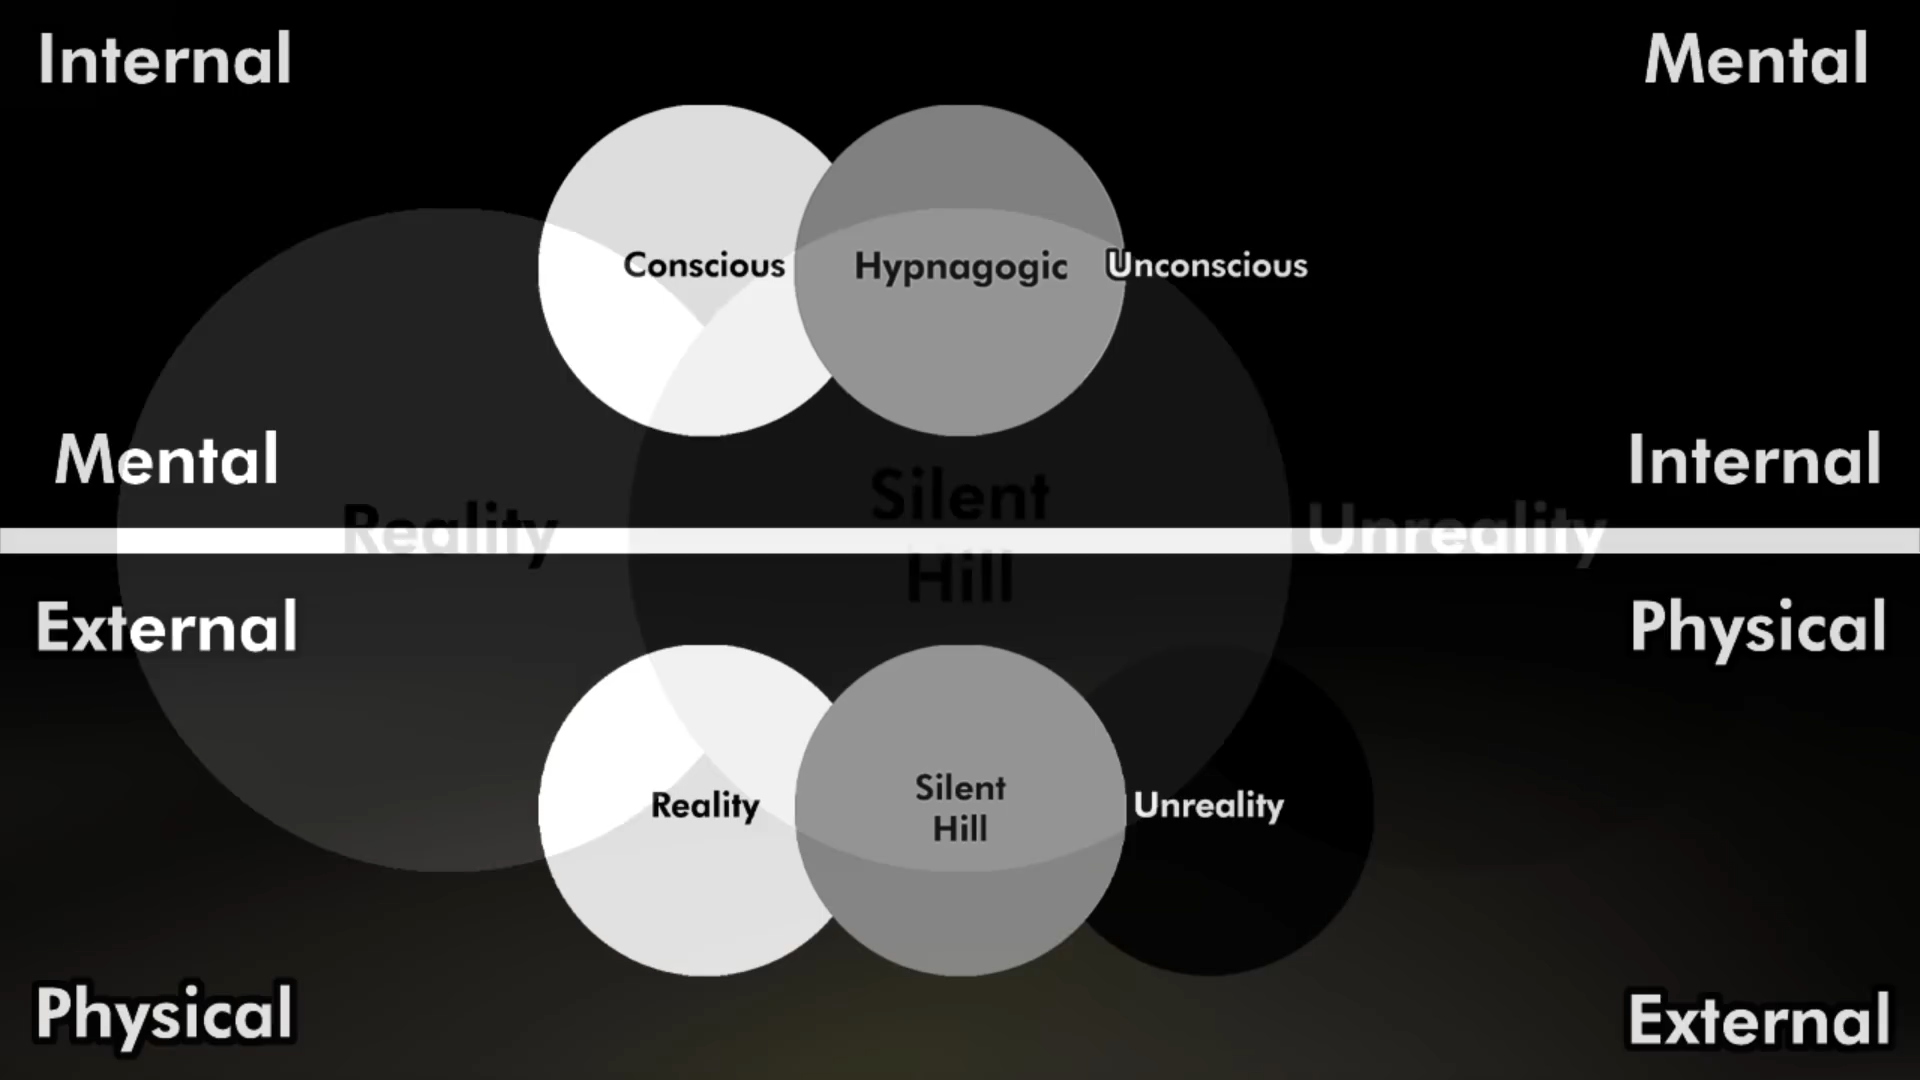 Internal
Mental
Conscious
Hypnagogic
Unconscious
Mental
Internal
Silent
Reality
Unreality
Hill
External
Physical
Silent
Reality
Unreality
Hill
Physical
External